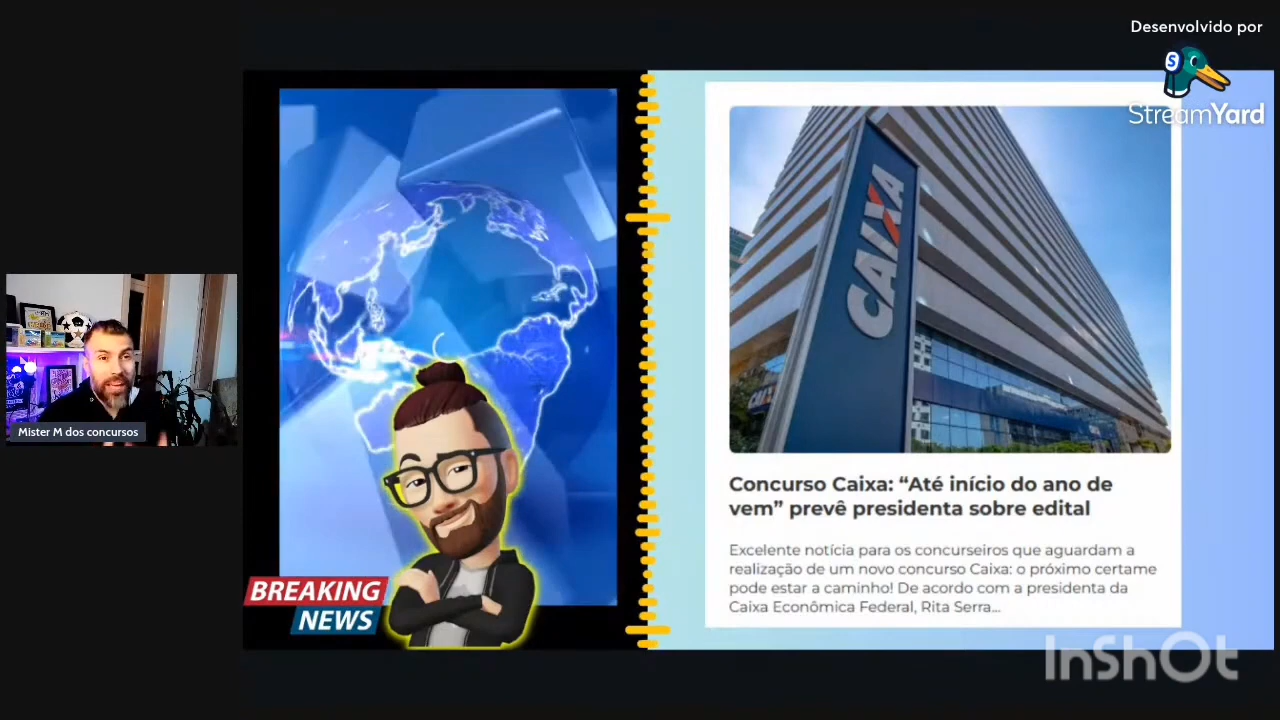 Desenvolvido por
StreamYard
CAIXA
Concurso Caixa: “Até início do ano de
vem” prevê presidenta sobre edital
Excelente notícia para os concurseiros que aguardam a
realização de um novo concurso Caixa: o próximo certame
pode estar a caminho! De acordo com a presidenta da
Caixa Econômica Federal, Rita Serra...
Mister M dos concursos
BREAKING
NEWS
InShOt